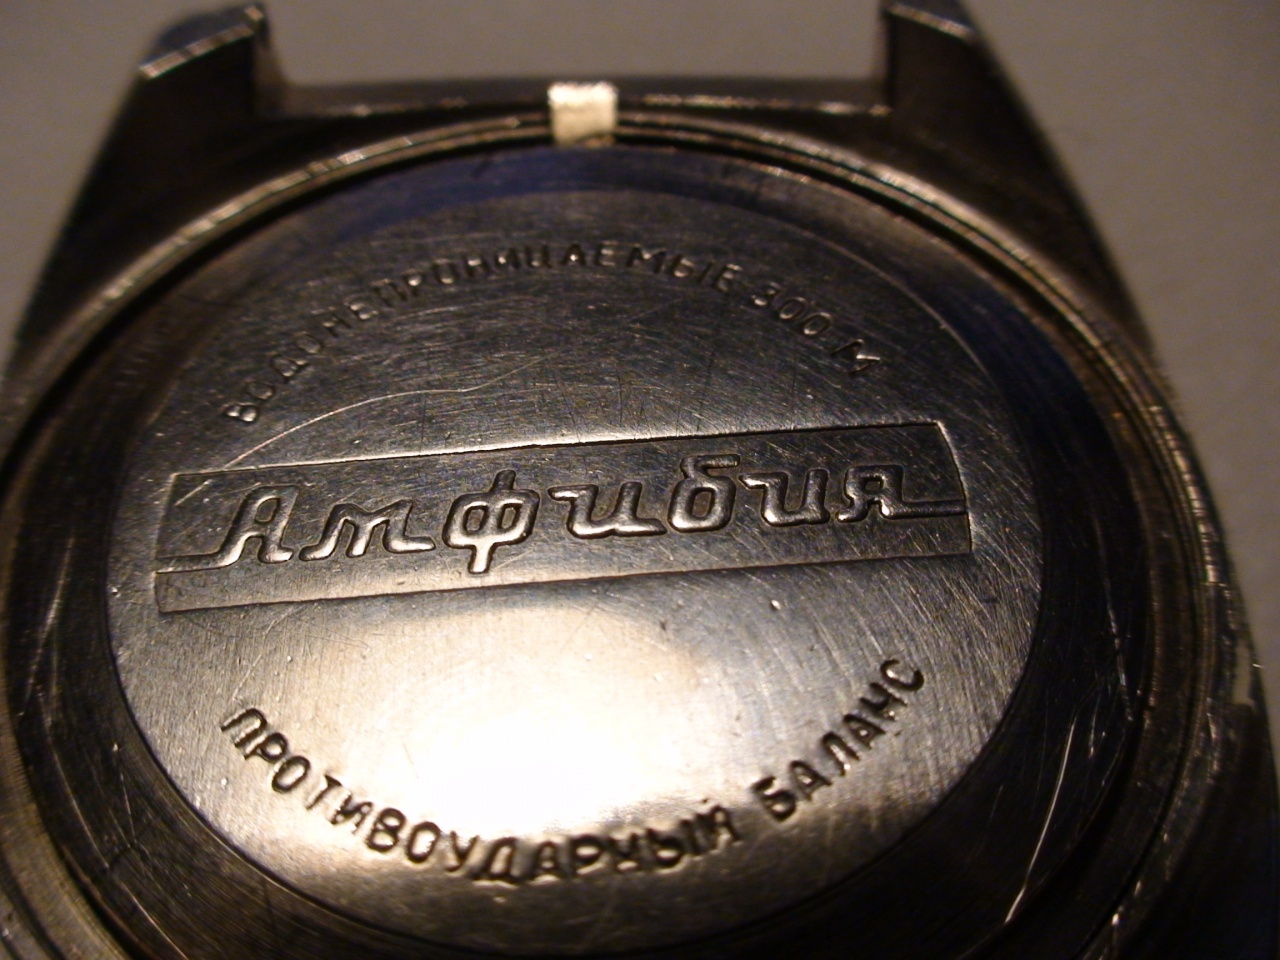 ВОДОНЕПРОНИЦАЕМЫЕ 300 М
Амфибия
ПРОТИВОУДАРНЫЙ БАЛАНС